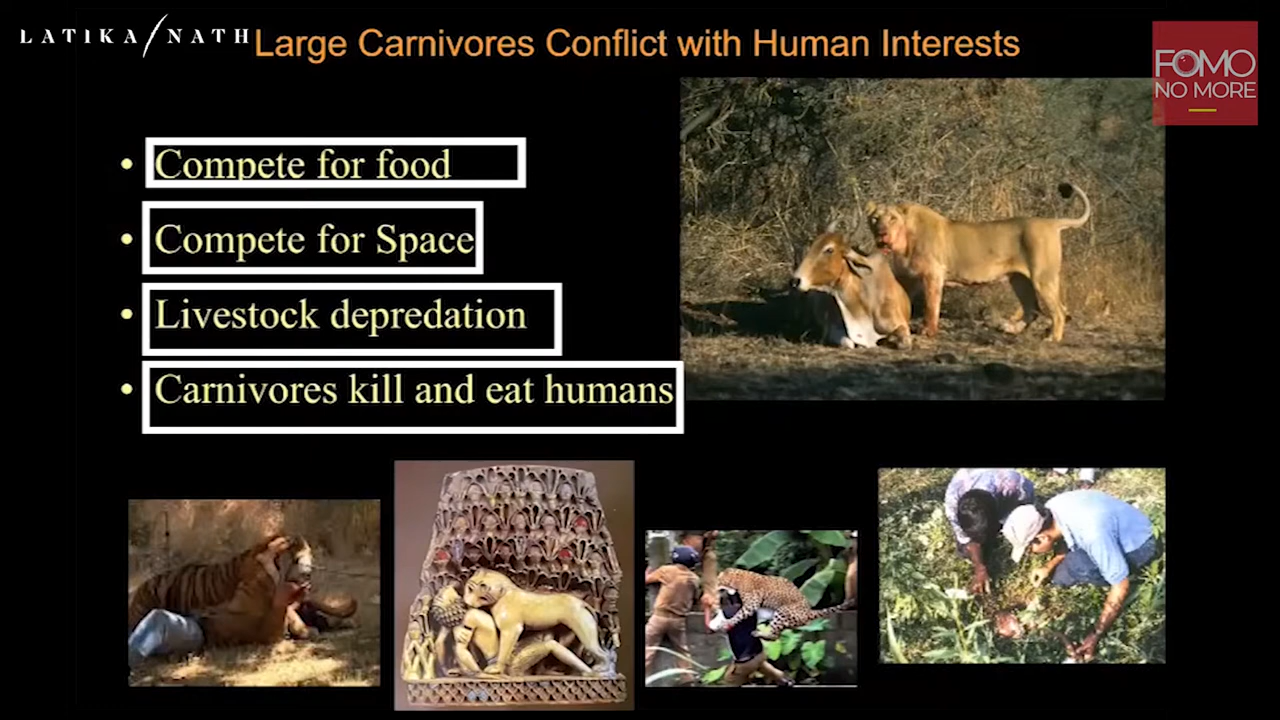 LATIKA/NATH
Large Carnivores Conflict with Human Interests
FOMO
NO MORE
• Compete for food
• Compete for Space
• Livestock depredation
• Carnivores kill and eat humans